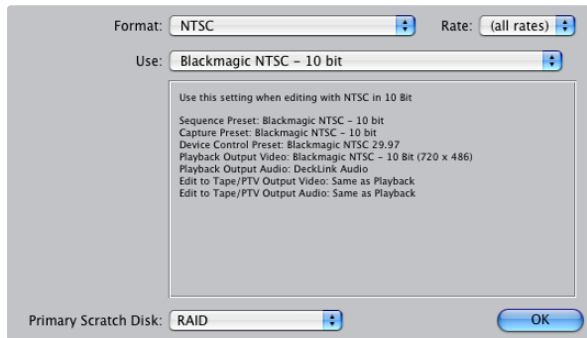 Format: NTSC Rate: (all rates)
Use: Blackmagic NTSC – 10 bit
Use this setting when editing with NTSC in 10 Bit
Sequence Preset: Blackmagic NTSC – 10 bit
Capture Preset: Blackmagic NTSC – 10 bit
Device Control Preset: Blackmagic NTSC 29.97
Playback Output Video: Blackmagic NTSC – 10 Bit (720 x 486)
Playback Output Audio: DeckLink Audio
Edit to Tape/PTV Output Video: Same as Playback
Edit to Tape/PTV Output Audio: Same as Playback
Primary Scratch Disk: RAID OK